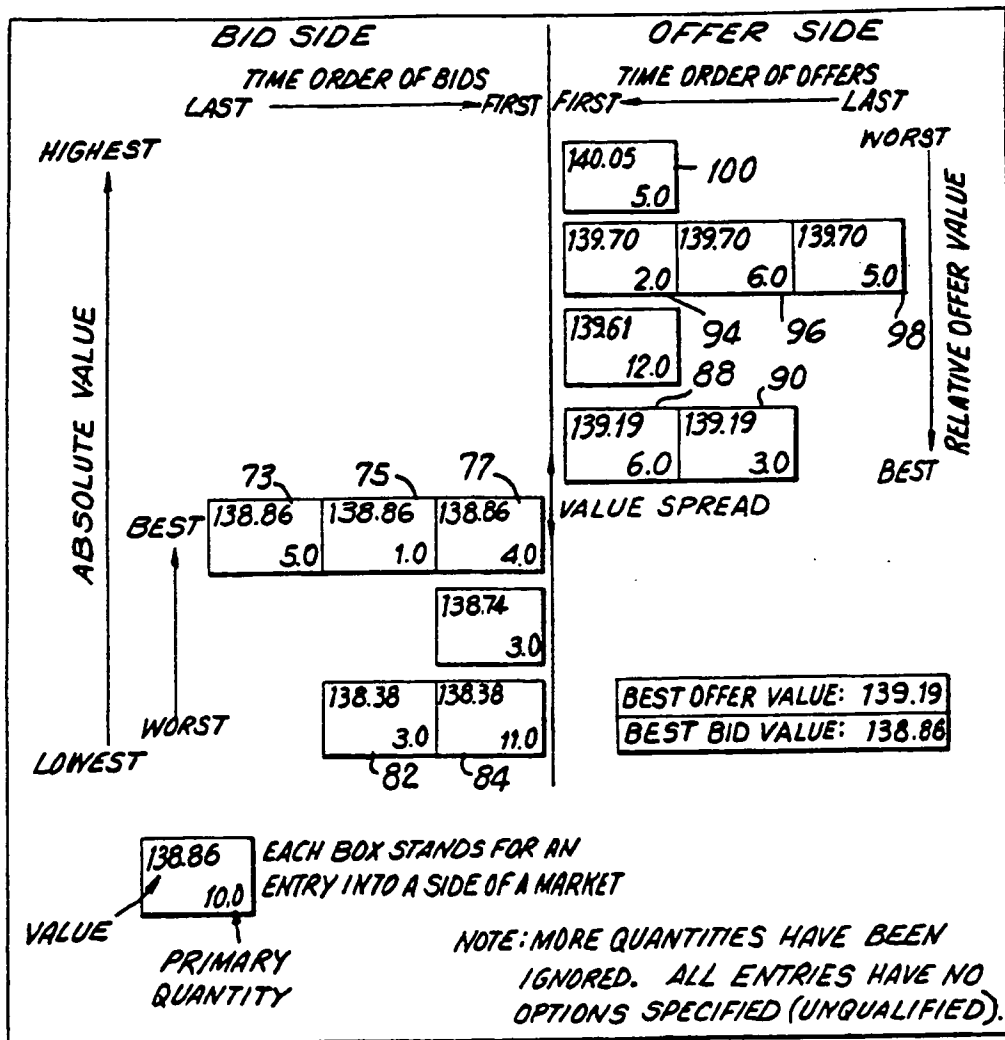 BID SIDE
OFFER SIDE
TIME ORDER OF BIDS
TIME ORDER OF OFFERS
LAST FIRST
FIRST LAST
HIGHEST
WORST
140.05
5.0
100
139.70 139.70 139.70
2.0 6.0 5.0
94 96 98
139.61
12.0
88 90
139.19 139.19
6.0 3.0
BEST
RELATIVE OFFER VALUE
ABSOLUTE VALUE
VALUE SPREAD
73 75 77
BEST
138.86 138.86 138.86
5.0 1.0 4.0
138.74
3.0
138.38 138.38
3.0 11.0
82 84
WORST
LOWEST
BEST OFFER VALUE: 139.19
BEST BID VALUE: 138.86
138.86
10.0
EACH BOX STANDS FOR AN
ENTRY INTO A SIDE OF A MARKET
VALUE
PRIMARY
QUANTITY
NOTE: MORE QUANTITIES HAVE BEEN
IGNORED. ALL ENTRIES HAVE NO
OPTIONS SPECIFIED (UNQUALIFIED).